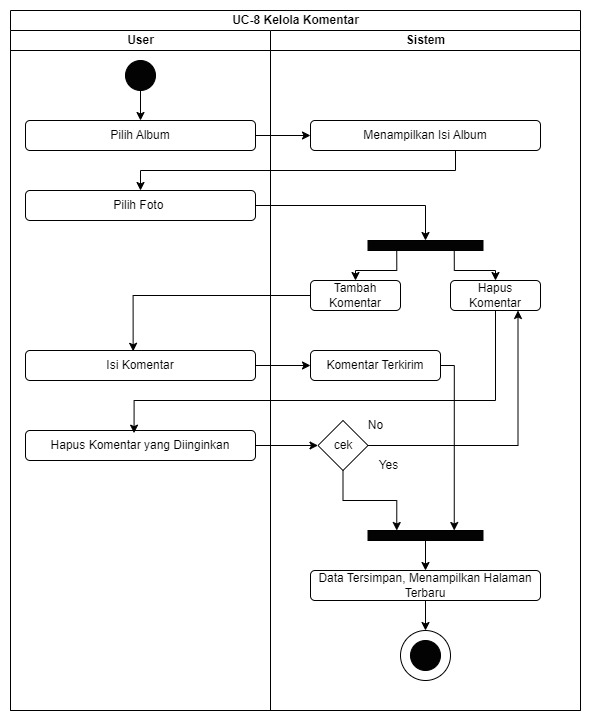 UC-8 Kelola Komentar
User
Sistem
Pilih Album
Menampilkan Isi Album
Pilih Foto
Tambah
Komentar
Hapus
Komentar
Isi Komentar
Komentar Terkirim
Hapus Komentar yang Diinginkan
cek
No
Yes
Data Tersimpan, Menampilkan Halaman
Terbaru